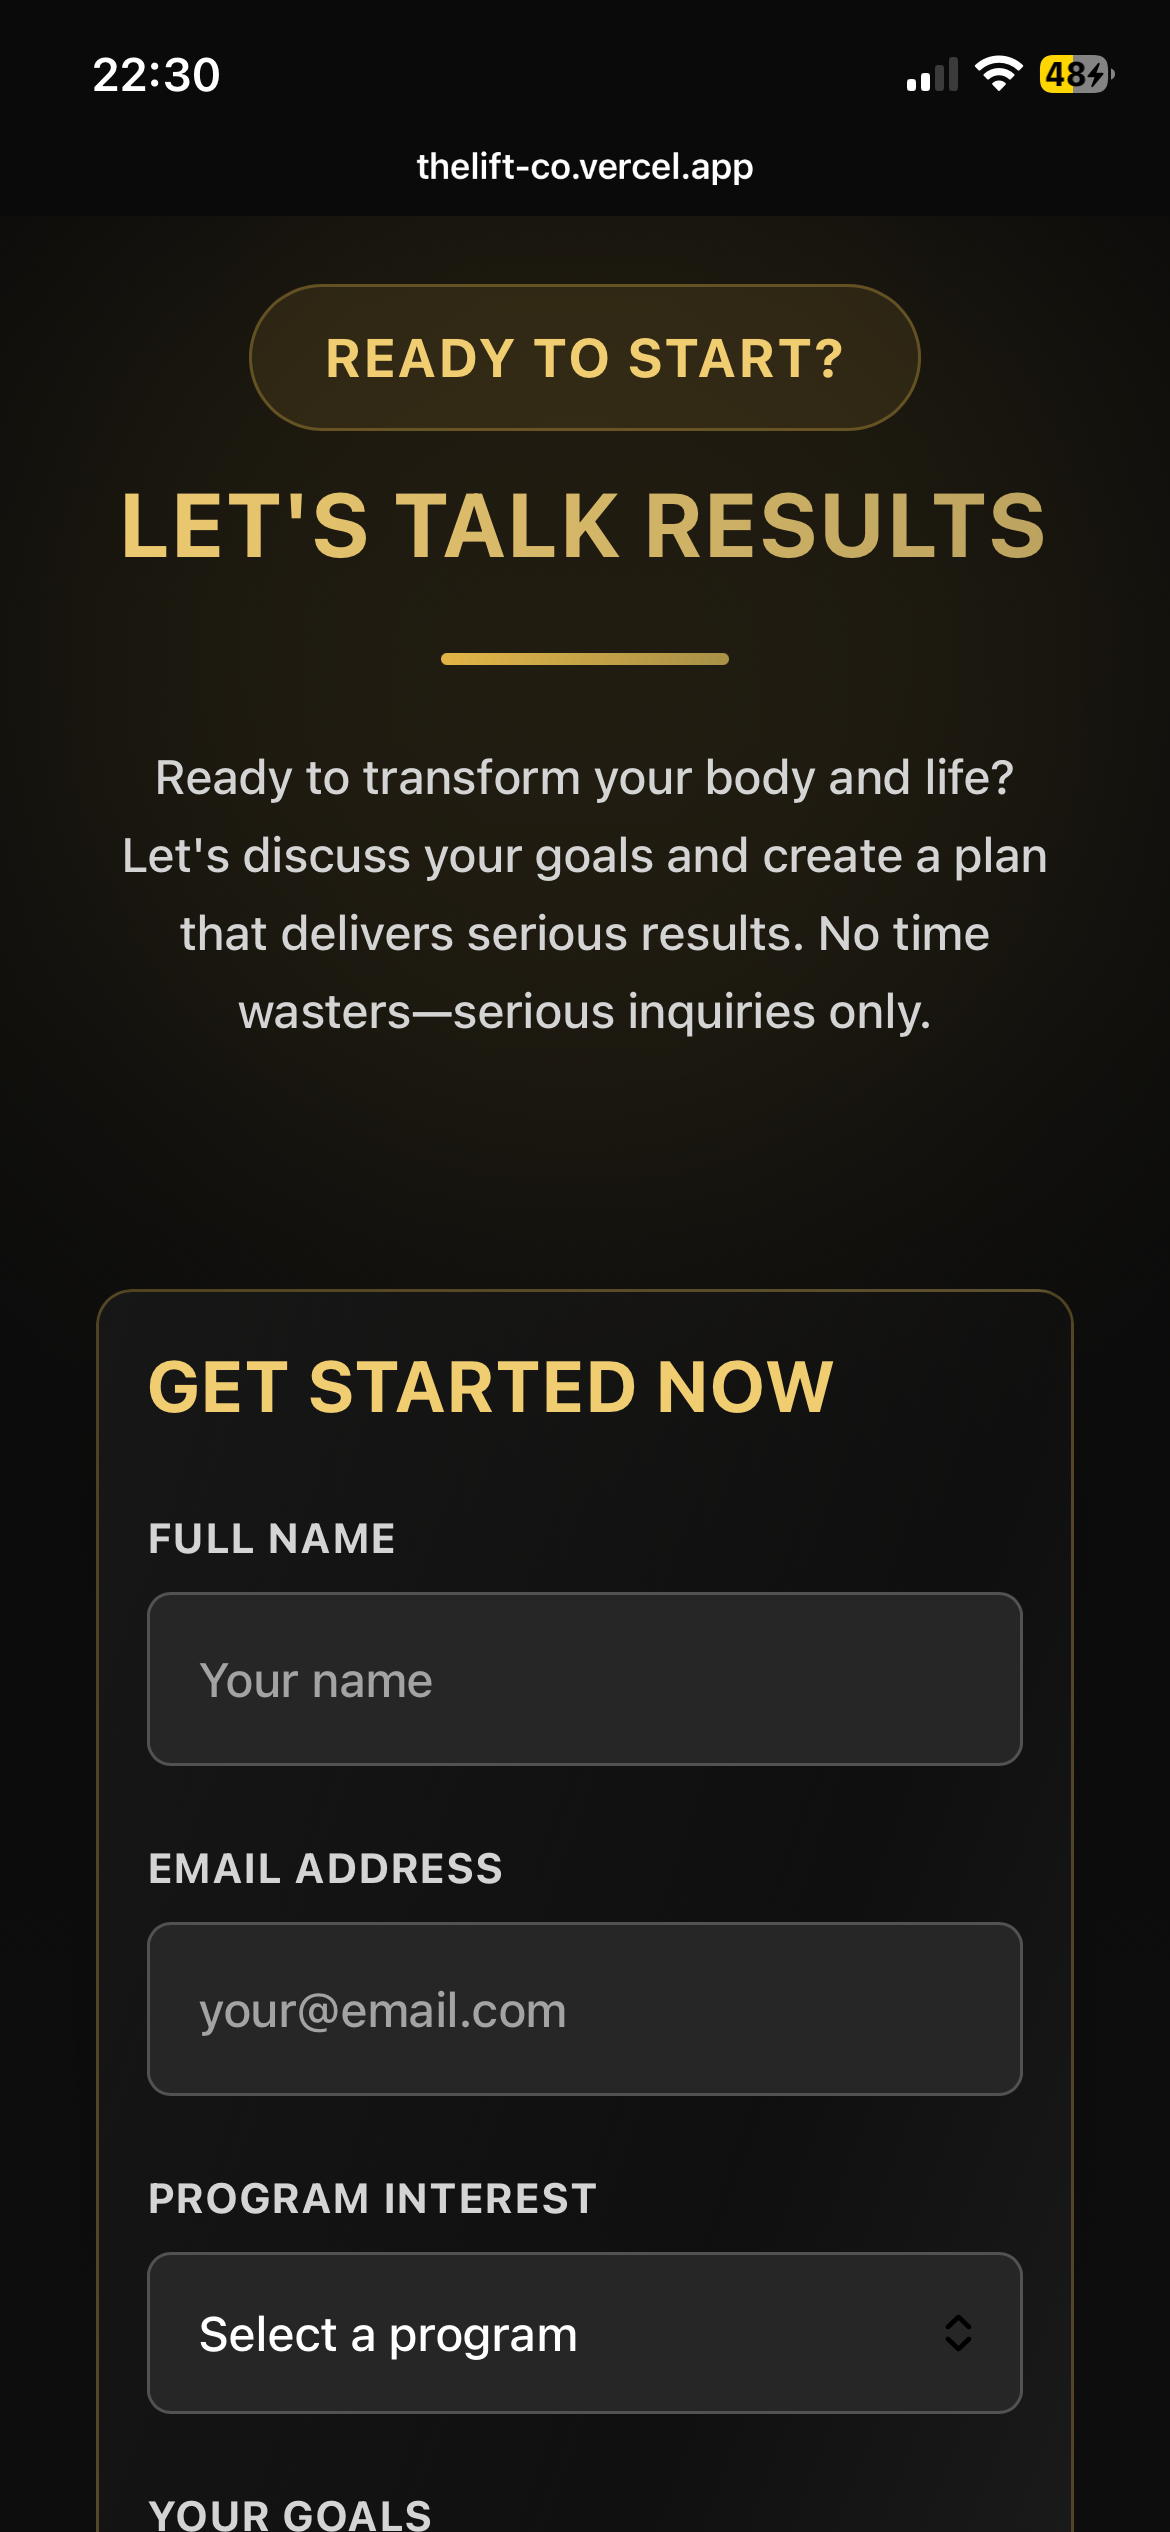 22:30
48
thelift-co.vercel.app
READY TO START?
LET'S TALK RESULTS
Ready to transform your body and life?
Let's discuss your goals and create a plan
that delivers serious results. No time
wasters—serious inquiries only.
GET STARTED NOW
FULL NAME
Your name
EMAIL ADDRESS
your@email.com
PROGRAM INTEREST
Select a program
YOUR GOALS